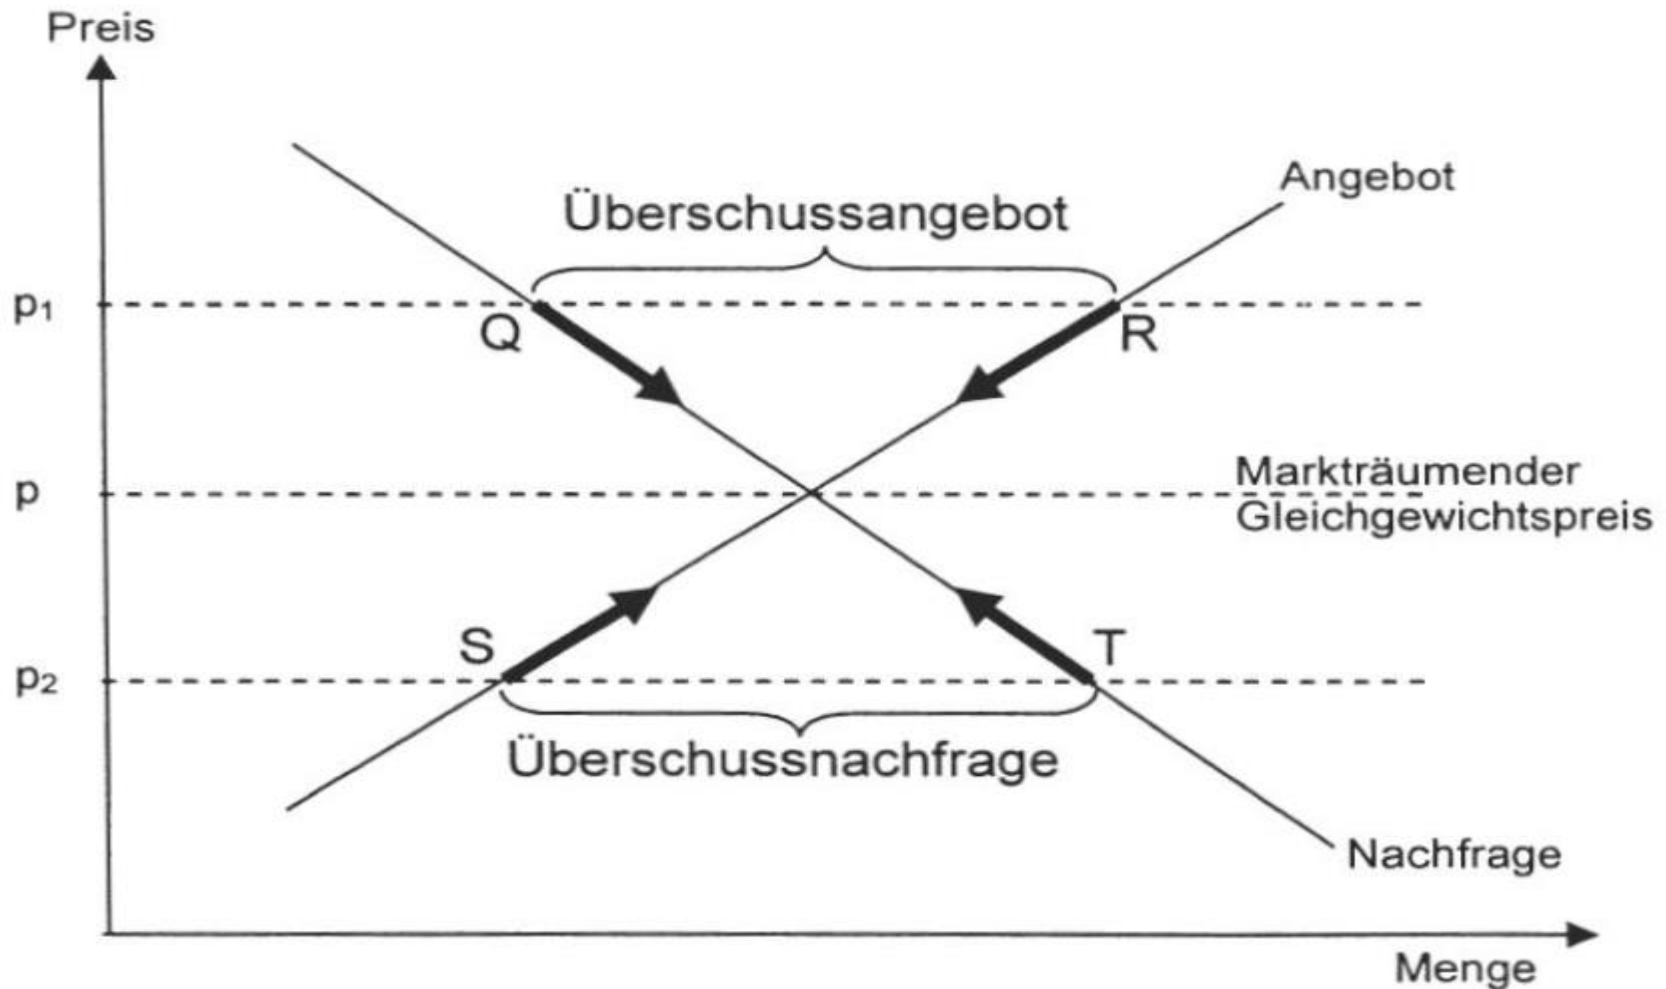 Preis
Angebot
Überschussangebot
p₁
Q
R
Markträumender
p
Gleichgewichtspreis
S
T
p₂
Überschussnachfrage
Nachfrage
Menge